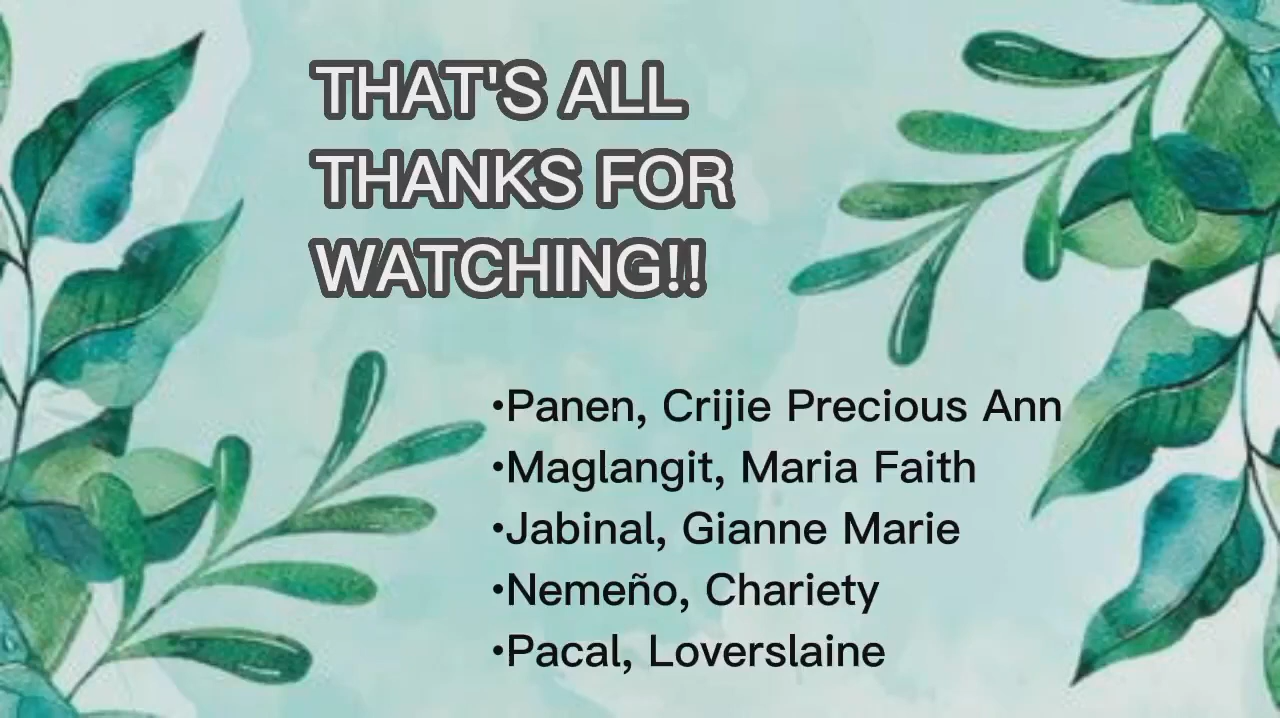 THAT'S ALL
THANKS FOR
WATCHING!!
•Panen, Crijie Precious Ann
•Maglangit, Maria Faith
•Jabinal, Gianne Marie
•Nemeño, Chariety
•Pacal, Loverslaine